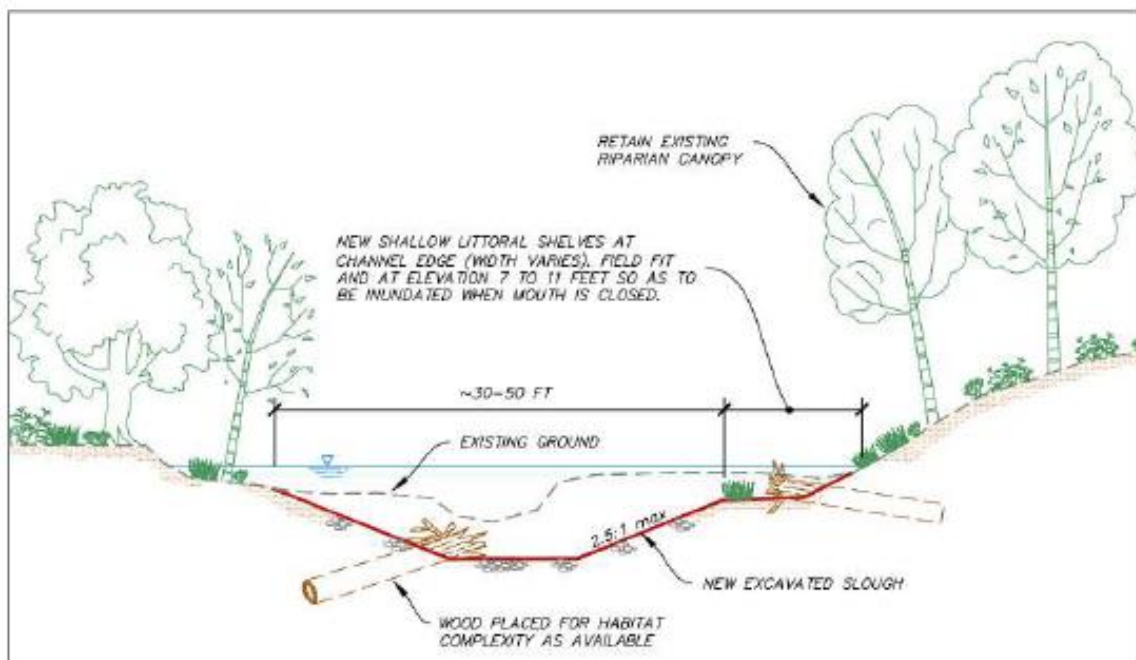 RETAIN EXISTING
RIPARIAN CANOPY
NEW SHALLOW LITTORAL SHELVES AT
CHANNEL EDGE (WIDTH VARIES). FIELD FIT
AND AT ELEVATION 7 TO 11 FEET SO AS TO
BE INUNDATED WHEN MOUTH IS CLOSED.
~30-50 FT
EXISTING GROUND
2.5:1 max
NEW EXCAVATED SLOUGH
WOOD PLACED FOR HABITAT
COMPLEXITY AS AVAILABLE